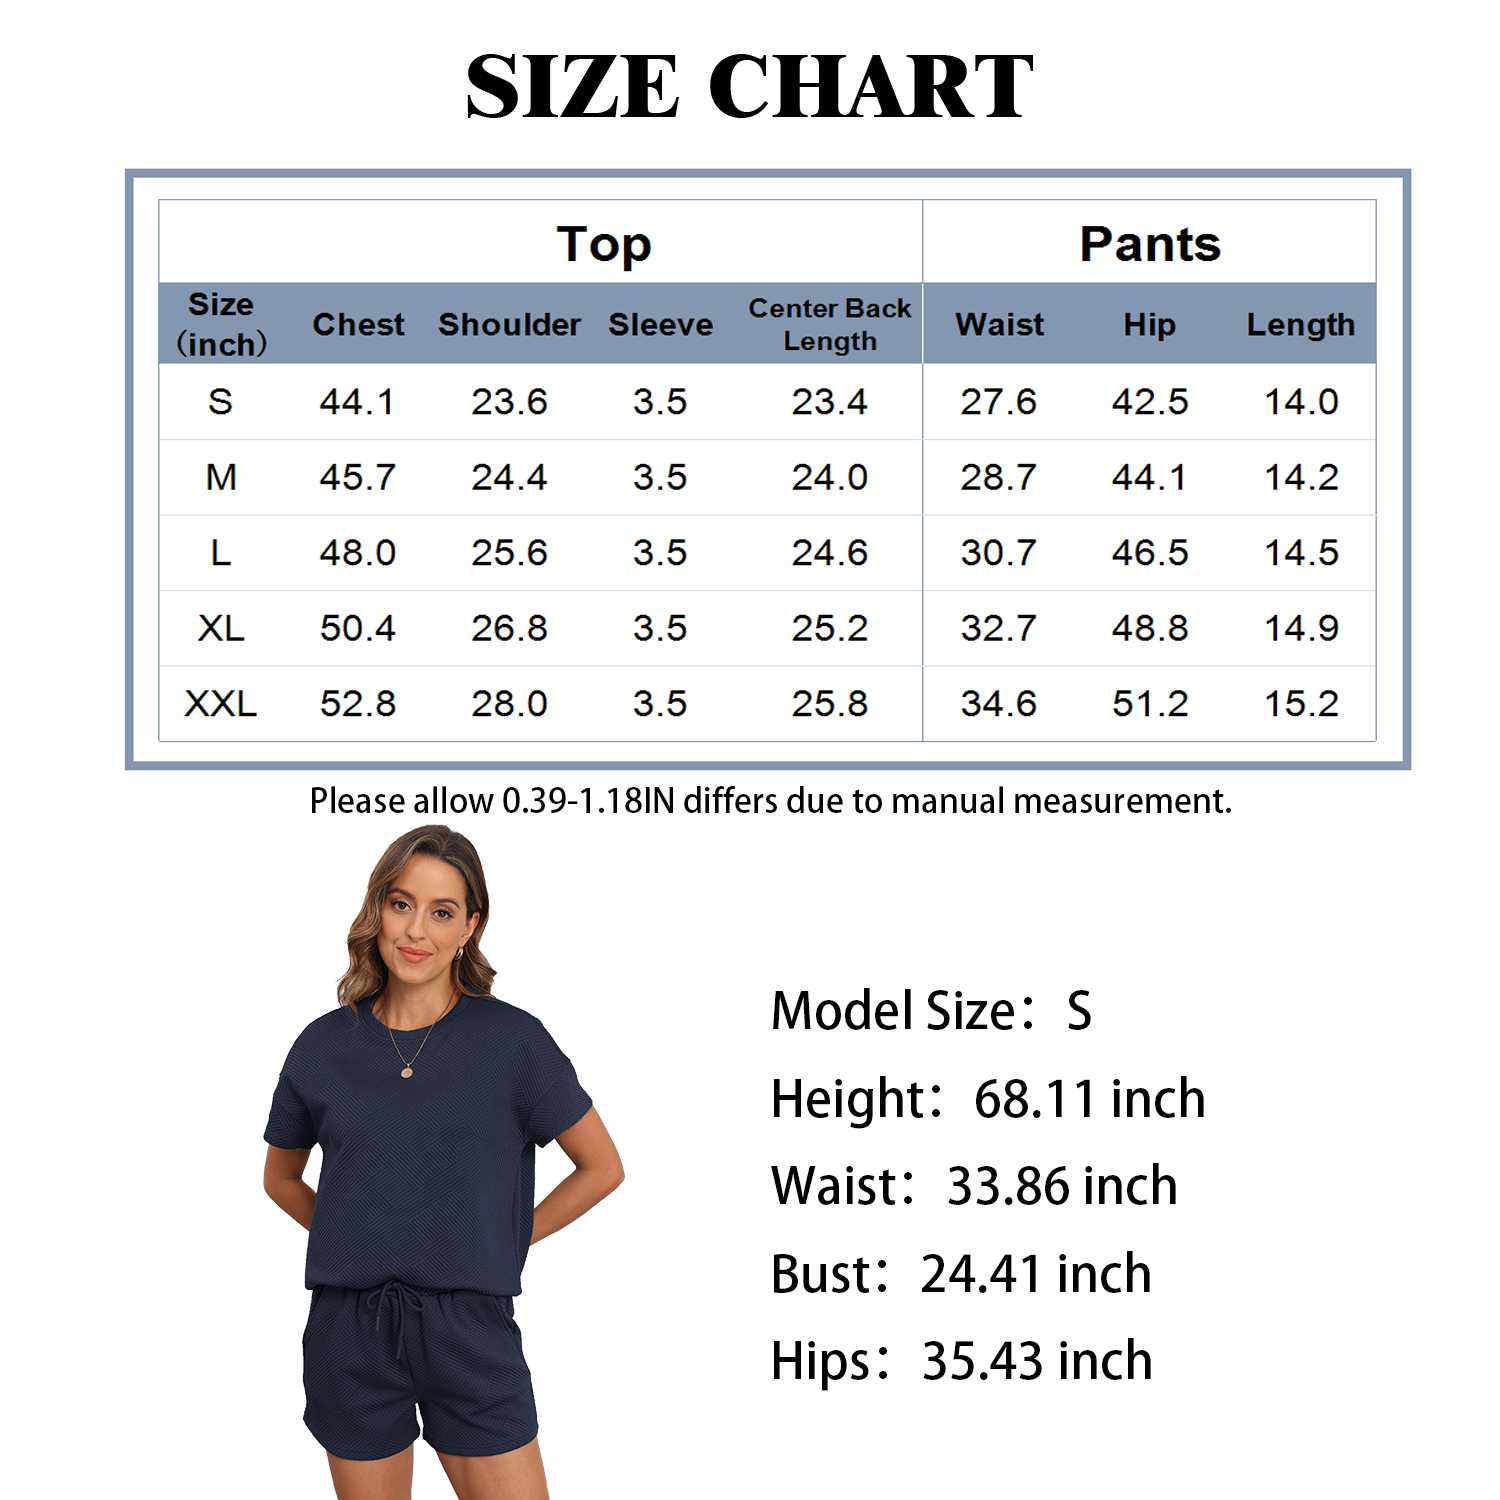 SIZE CHART
Top Pants
Size (inch) Chest Shoulder Sleeve Center Back Length Waist Hip Length
S 44.1 23.6 3.5 23.4 27.6 42.5 14.0
M 45.7 24.4 3.5 24.0 28.7 44.1 14.2
L 48.0 25.6 3.5 24.6 30.7 46.5 14.5
XL 50.4 26.8 3.5 25.2 32.7 48.8 14.9
XXL 52.8 28.0 3.5 25.8 34.6 51.2 15.2
Please allow 0.39-1.18IN differs due to manual measurement.
Model Size： S
Height： 68.11 inch
Waist： 33.86 inch
Bust： 24.41 inch
Hips： 35.43 inch